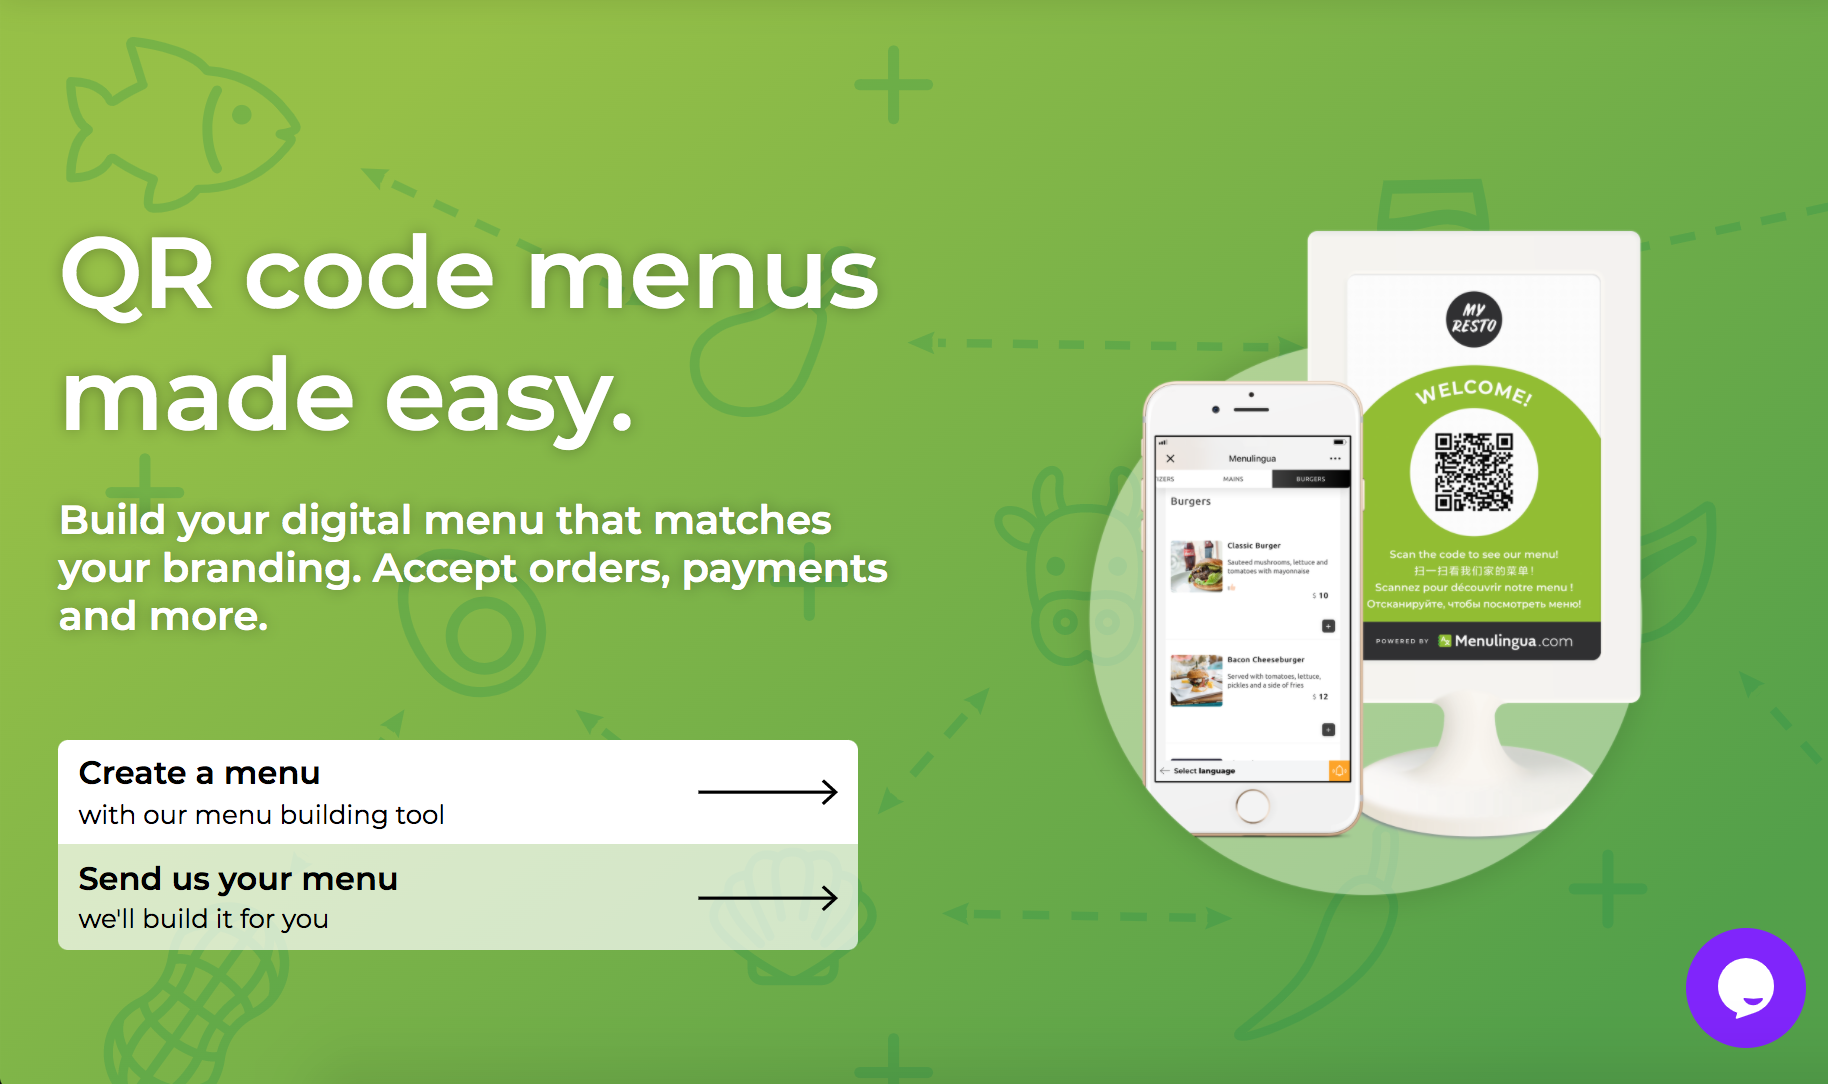 QR code menus
made easy.
Build your digital menu that matches
your branding. Accept orders, payments
and more.
Create a menu
with our menu building tool
Send us your menu
we'll build it for you
Menulingua
IZERS MAINS BURGERS
Burgers
Classic Burger
Sauteed mushrooms, lettuce and
tomatoes with mayonnaise
$ 10
+
Bacon Cheeseburger
Served with tomatoes, lettuce,
pickles and a side of fries
$ 12
+
Select language
MY
RESTO
WELCOME!
Scan the code to see our menu!
扫一扫看我们家的菜单!
Scannez pour découvrir notre menu !
Отсканируйте, чтобы посмотреть меню!
POWERED BY Menulingua.com